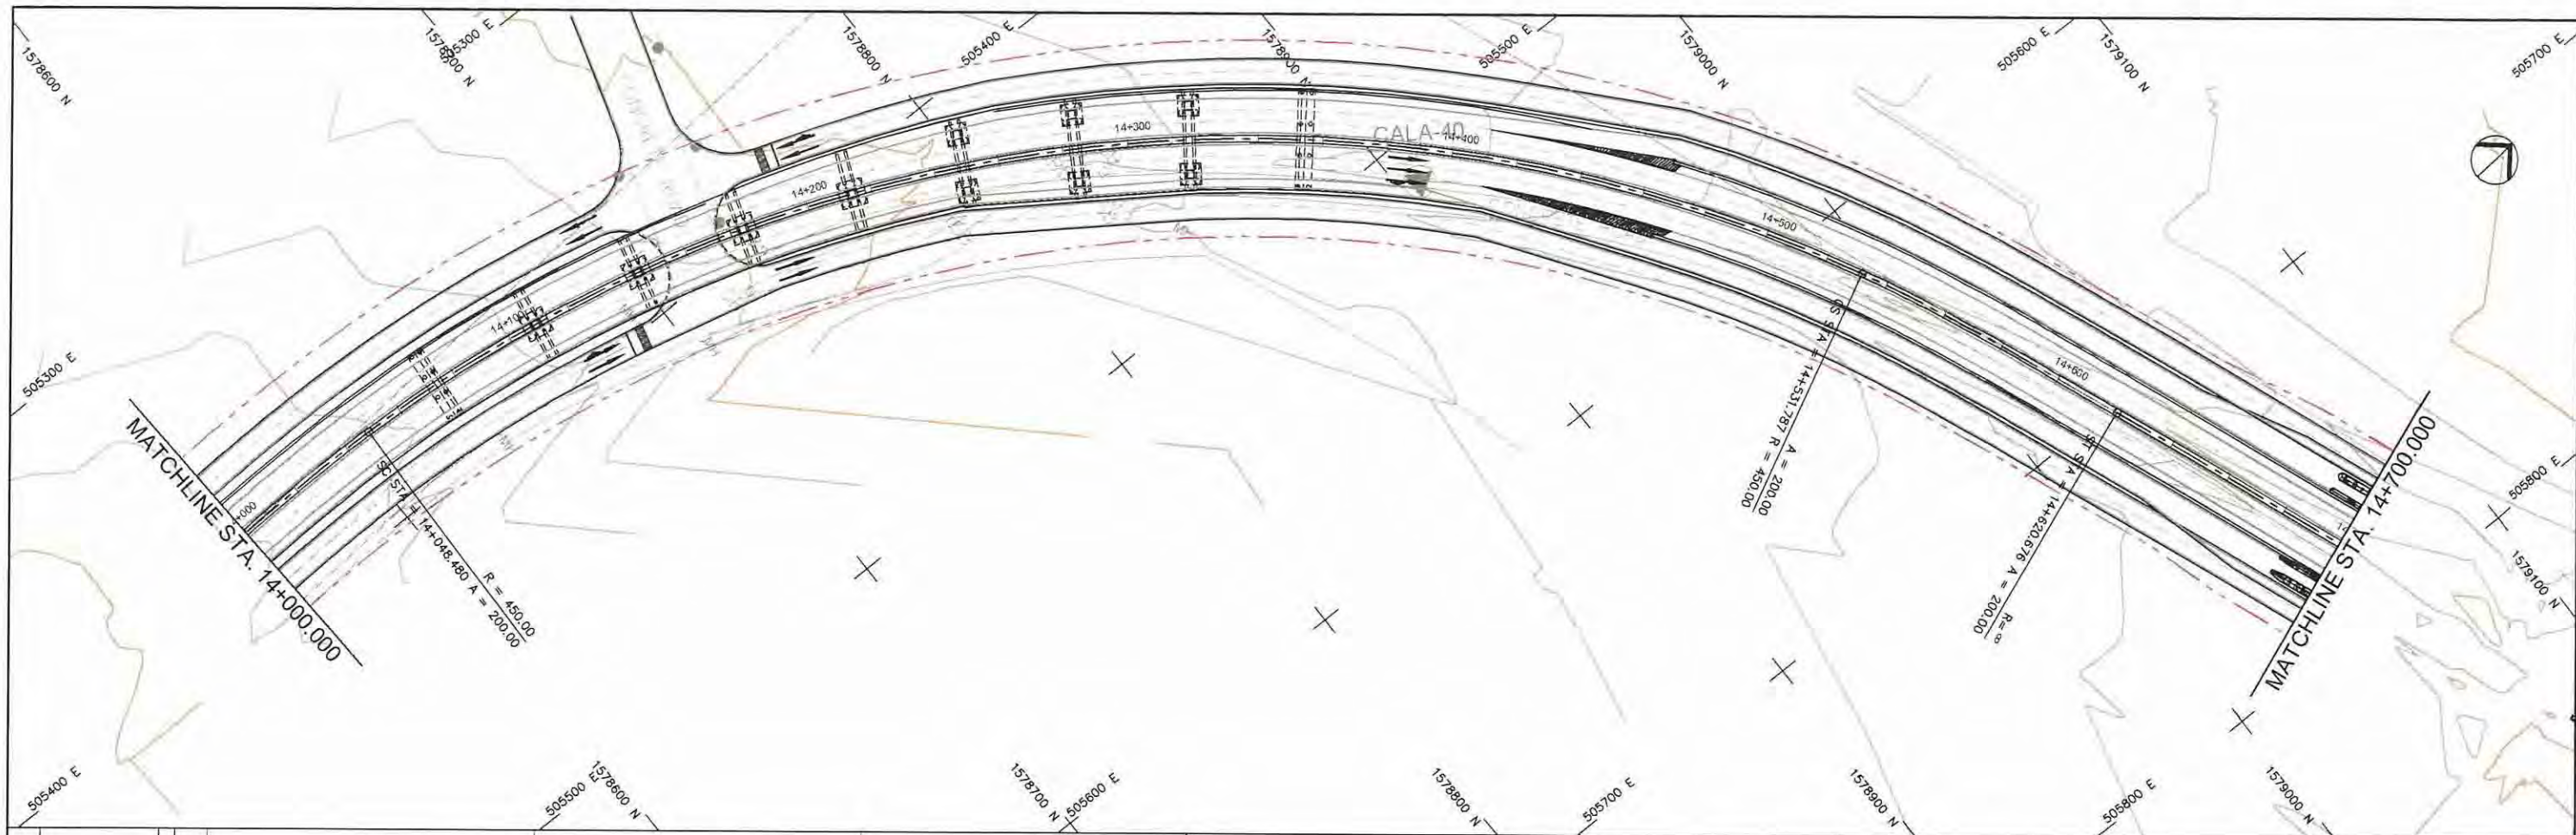 1578600 N
505300 E
1578800 N
505400 E
1578900 N
505500 E
1579000 N
505600 E
1579100 N
505700 E
14+300
CALA-40
14+400
14+200
14+500
14+100
14+600
505300 E
MATCHLINE STA. 14+000.000
+000
SC STA = 14+048.480 A = 200.00
R = 450.00
A = 200.00
SC STA = 14+531.787 R = 450.00
R= ∞
ST STA = 14+620.676 A = 200.00
MATCHLINE STA. 14+700.000
505800 E
1579100 N
505400 E
505500 E
1578600 N
1578700 N
505600 E
1578800 N
505700 E
1578900 N
505800 E
1579000 N